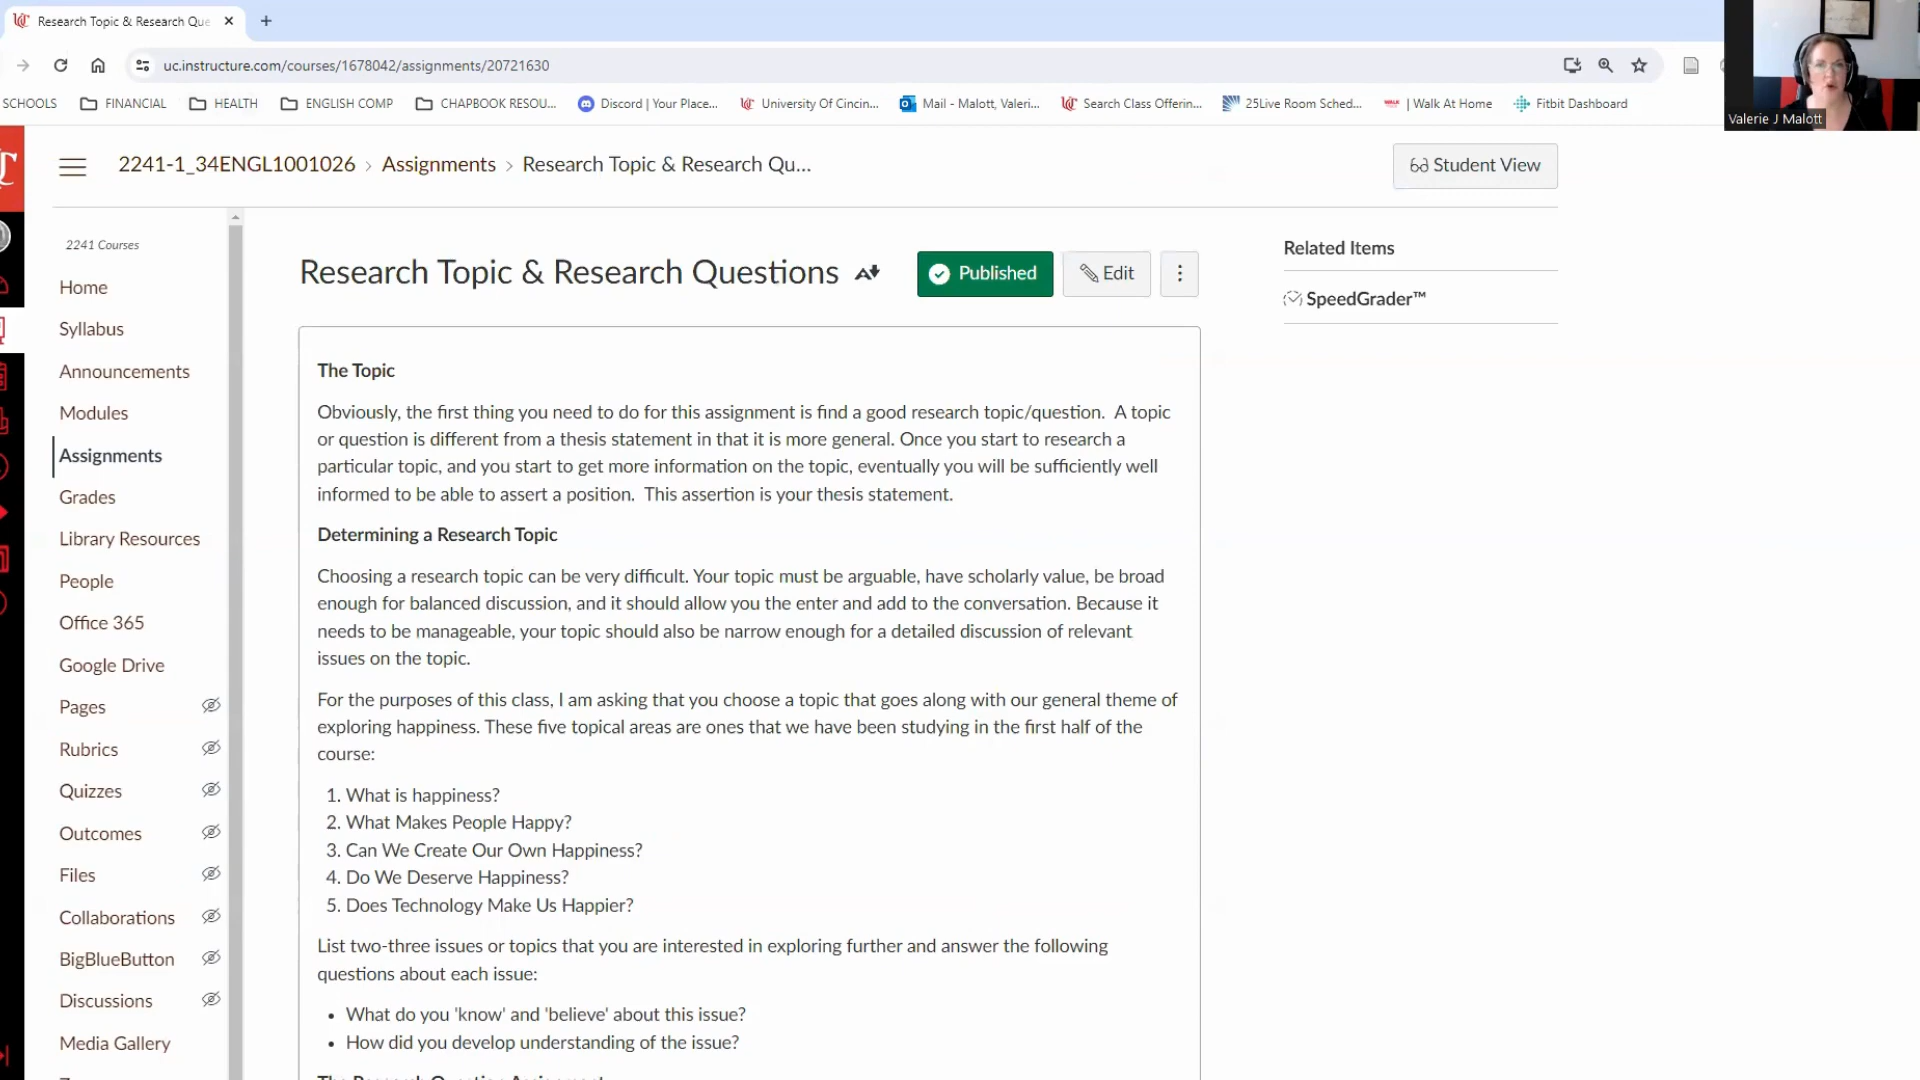 Research Topic & Research Que
uc.instructure.com/courses/1678042/assignments/20721630
SCHOOLS FINANCIAL HEALTH ENGLISH COMP CHAPBOOK RESOU... Discord | Your Place... University Of Cincin... Mail - Malott, Valeri... Search Class Offerin... 25Live Room Sched... WALK | Walk At Home Fitbit Dashboard
Valerie J Malott
2241-1_34ENGL1001026 > Assignments > Research Topic & Research Qu...
Student View
2241 Courses
Home
Syllabus
Announcements
Modules
Assignments
Grades
Library Resources
People
Office 365
Google Drive
Pages
Rubrics
Quizzes
Outcomes
Files
Collaborations
BigBlueButton
Discussions
Media Gallery
Research Topic & Research Questions
Published
Edit
Related Items
SpeedGrader™
The Topic
Obviously, the first thing you need to do for this assignment is find a good research topic/question.  A topic
or question is different from a thesis statement in that it is more general. Once you start to research a
particular topic, and you start to get more information on the topic, eventually you will be sufficiently well
informed to be able to assert a position.  This assertion is your thesis statement.
Determining a Research Topic
Choosing a research topic can be very difficult. Your topic must be arguable, have scholarly value, be broad
enough for balanced discussion, and it should allow you the enter and add to the conversation. Because it
needs to be manageable, your topic should also be narrow enough for a detailed discussion of relevant
issues on the topic.
For the purposes of this class, I am asking that you choose a topic that goes along with our general theme of
exploring happiness. These five topical areas are ones that we have been studying in the first half of the
course:
1. What is happiness?
2. What Makes People Happy?
3. Can We Create Our Own Happiness?
4. Do We Deserve Happiness?
5. Does Technology Make Us Happier?
List two-three issues or topics that you are interested in exploring further and answer the following
questions about each issue:
• What do you 'know' and 'believe' about this issue?
• How did you develop understanding of the issue?
The Research Question Assignment